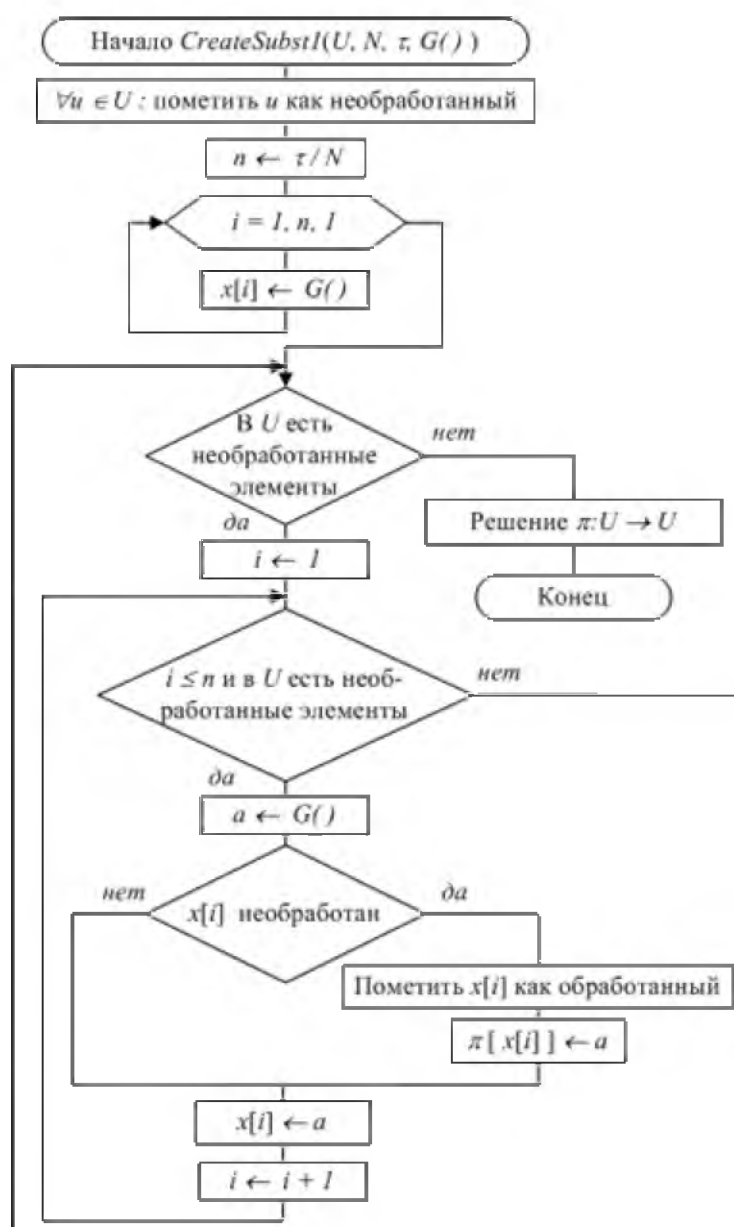 Начало CreateSubst1(U, N, τ, G( ) )
∀u ∈ U : пометить u как необработанный
n ← τ / N
i = 1, n, 1
x[i] ← G( )
В U есть
необработанные
элементы
нет
да
Решение π:U → U
i ← 1
Конец
i ≤ n и в U есть необ-
работанные элементы
нет
да
a ← G( )
нет
x[i] необработан
да
Пометить x[i] как обработанный
π [ x[i] ] ← a
x[i] ← a
i ← i + 1